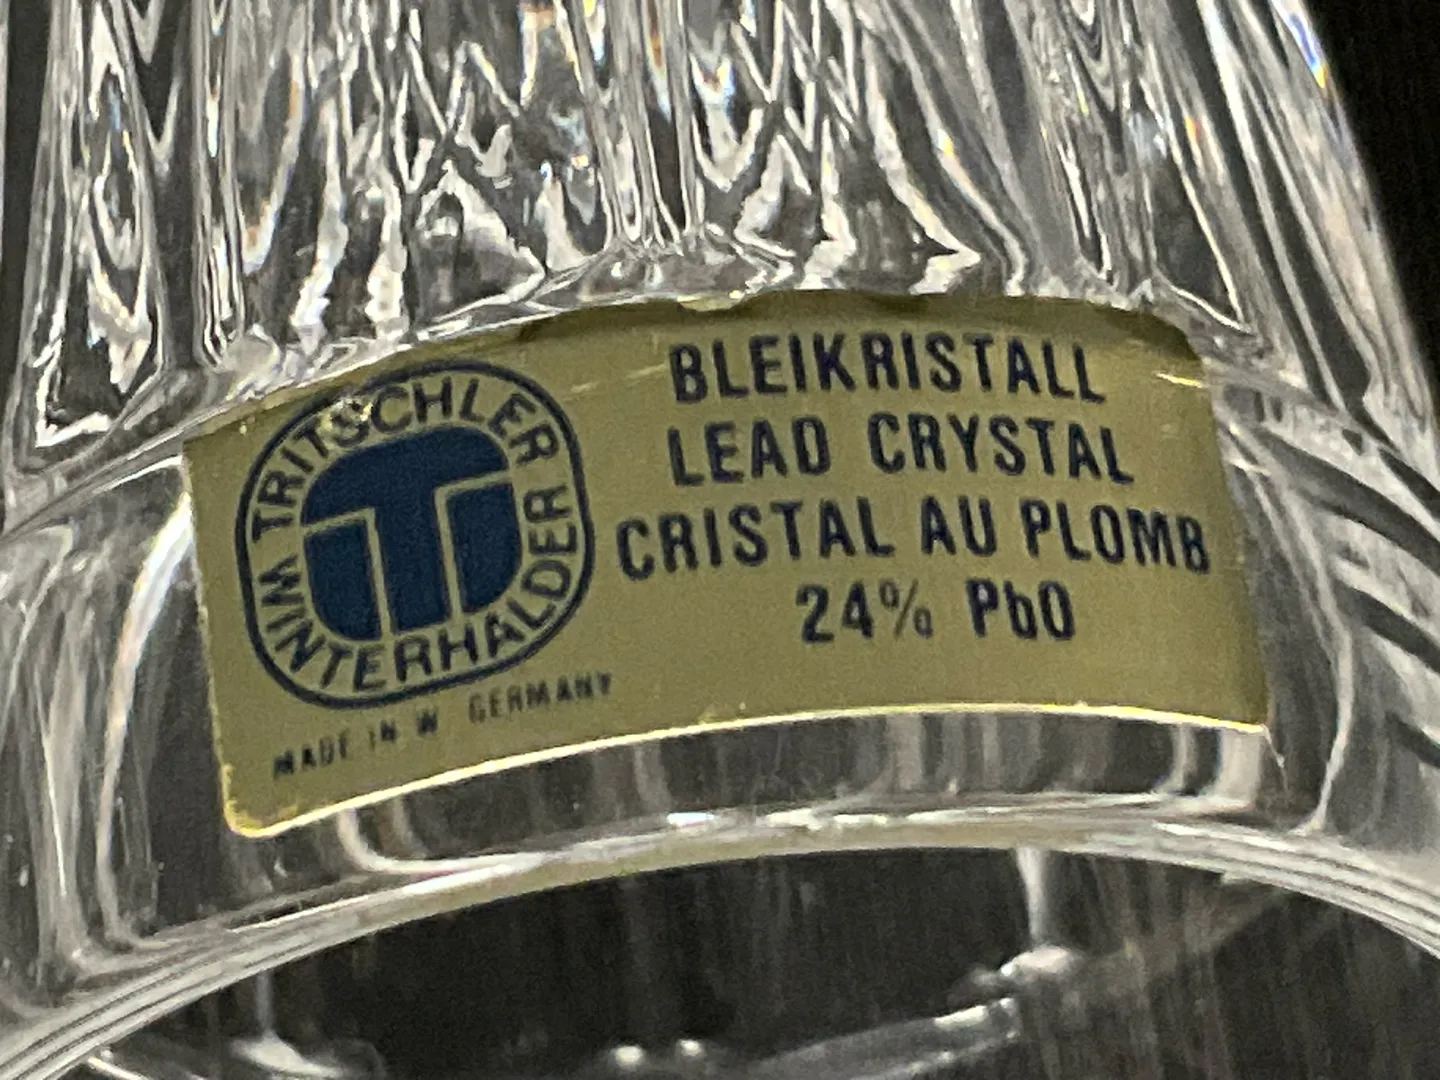 TRITSCHLER
WINTERHALDER
MADE IN W GERMANY
BLEIKRISTALL
LEAD CRYSTAL
CRISTAL AU PLOMB
24% PbO